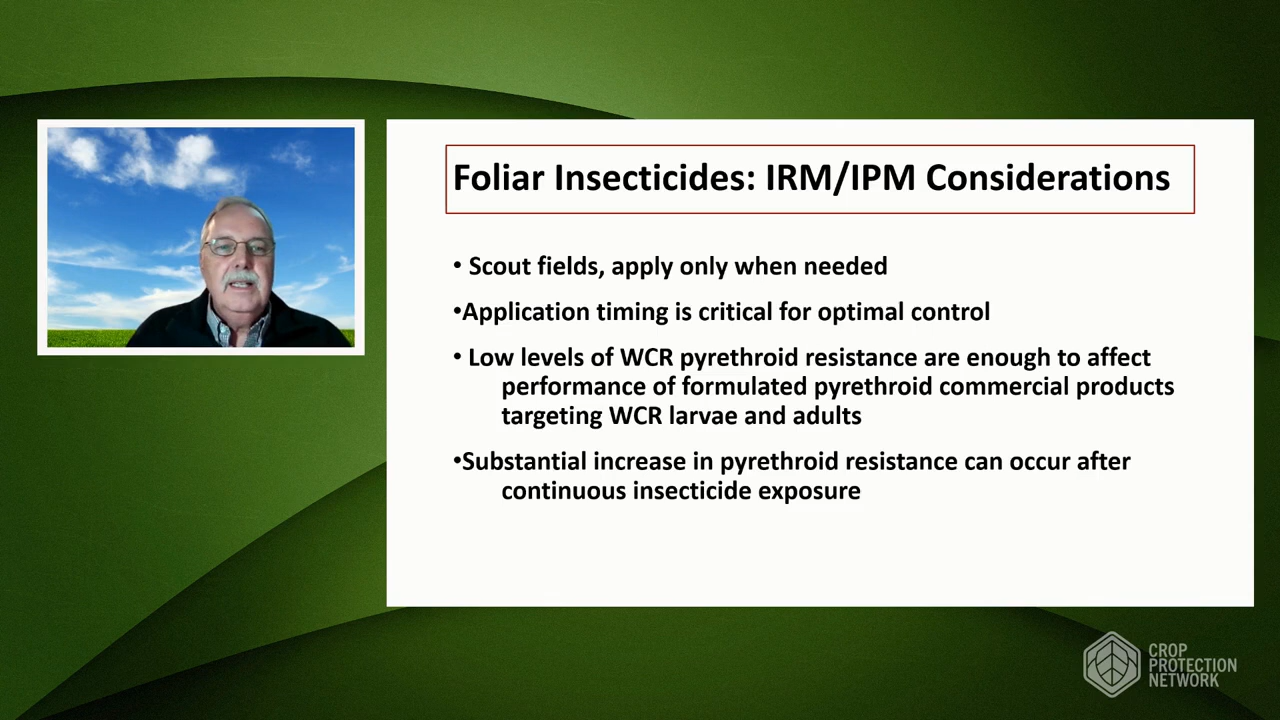 Foliar Insecticides: IRM/IPM Considerations
• Scout fields, apply only when needed
•Application timing is critical for optimal control
• Low levels of WCR pyrethroid resistance are enough to affect
performance of formulated pyrethroid commercial products
targeting WCR larvae and adults
•Substantial increase in pyrethroid resistance can occur after
continuous insecticide exposure
CROP
PROTECTION
NETWORK